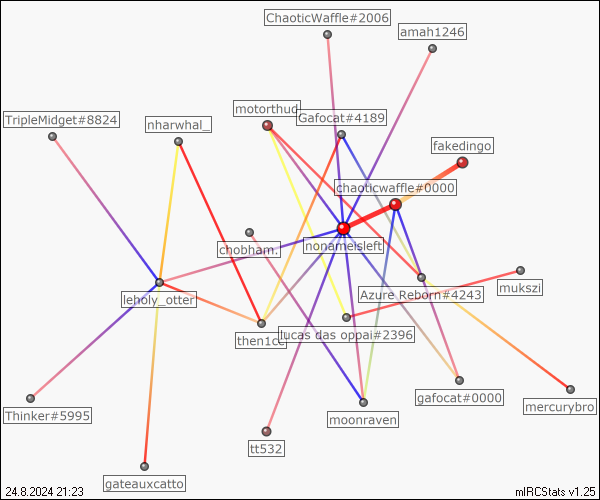 ChaoticWaffle#2006
amah1246
motorthud
TripleMidget#8824
Gafocat#4189
nharwhal_
fakedingo
chaoticwaffle#0000
nonameisleft
chobham.
mukszi
Azure Reborn#4243
leholy_otter
then1cc
lucas das oppai#2396
gafocat#0000
mercurybro
Thinker#5995
moonraven
tt532
gateauxcatto
24.8.2024 21:23
mIRCStats v1.25